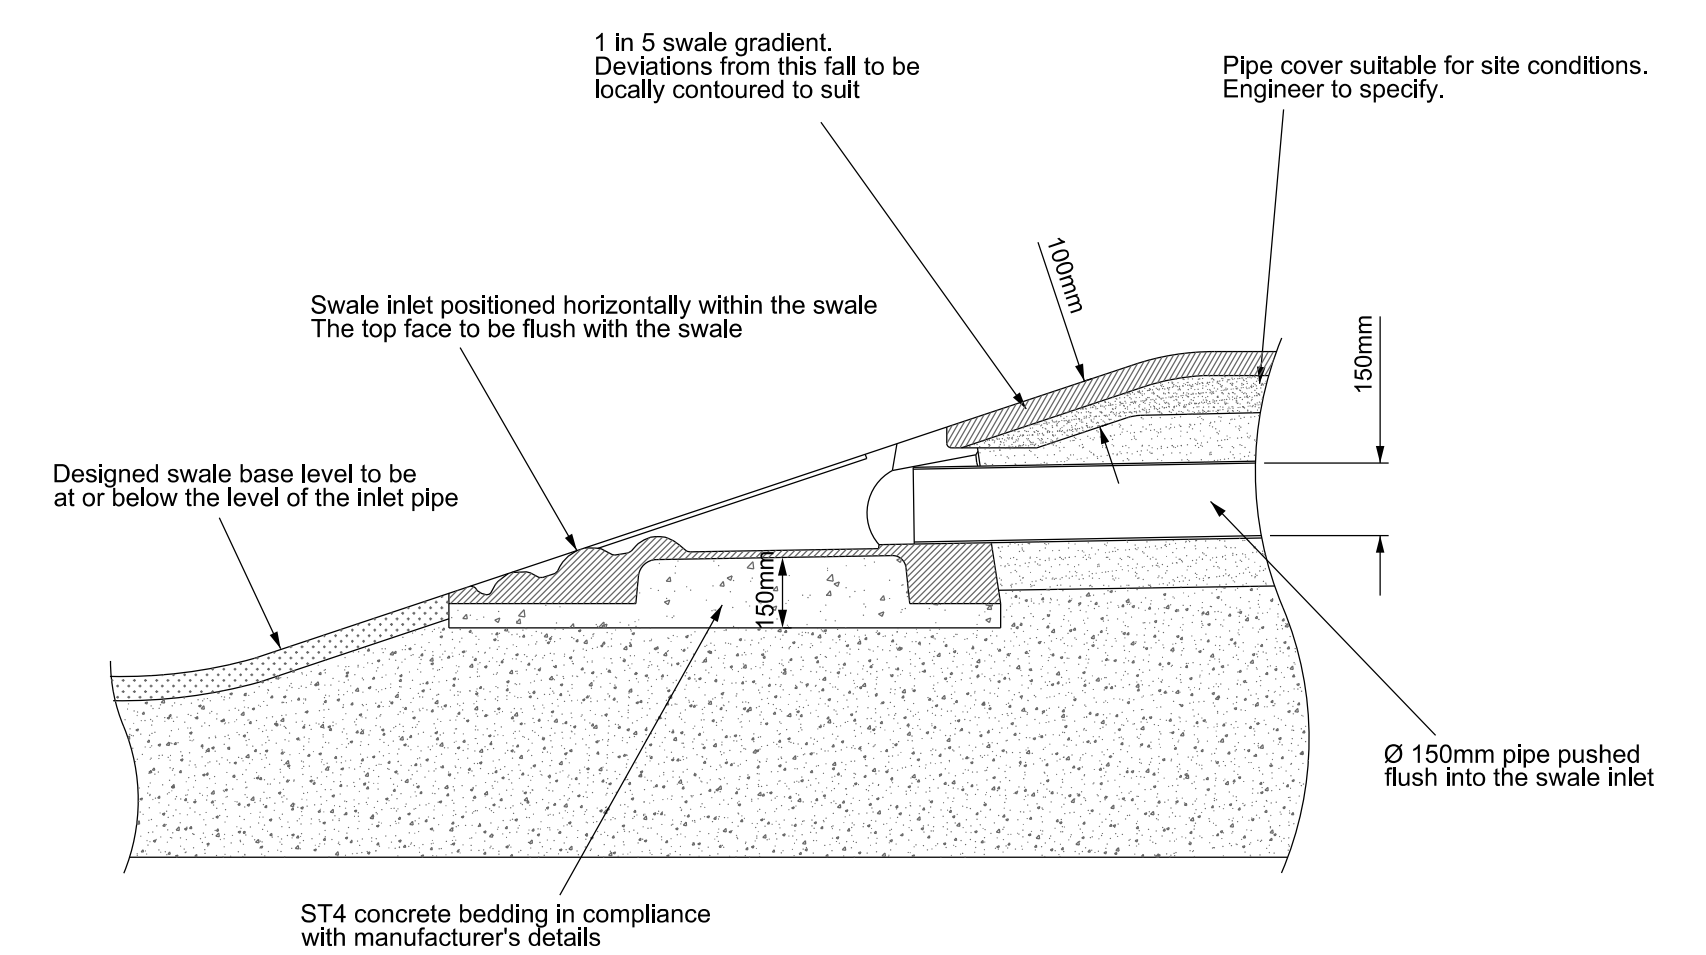 1 in 5 swale gradient.
Deviations from this fall to be
locally contoured to suit
Pipe cover suitable for site conditions.
Engineer to specify.
100mm
Swale inlet positioned horizontally within the swale
The top face to be flush with the swale
150mm
Designed swale base level to be
at or below the level of the inlet pipe
150mm
Ø 150mm pipe pushed
flush into the swale inlet
ST4 concrete bedding in compliance
with manufacturer's details